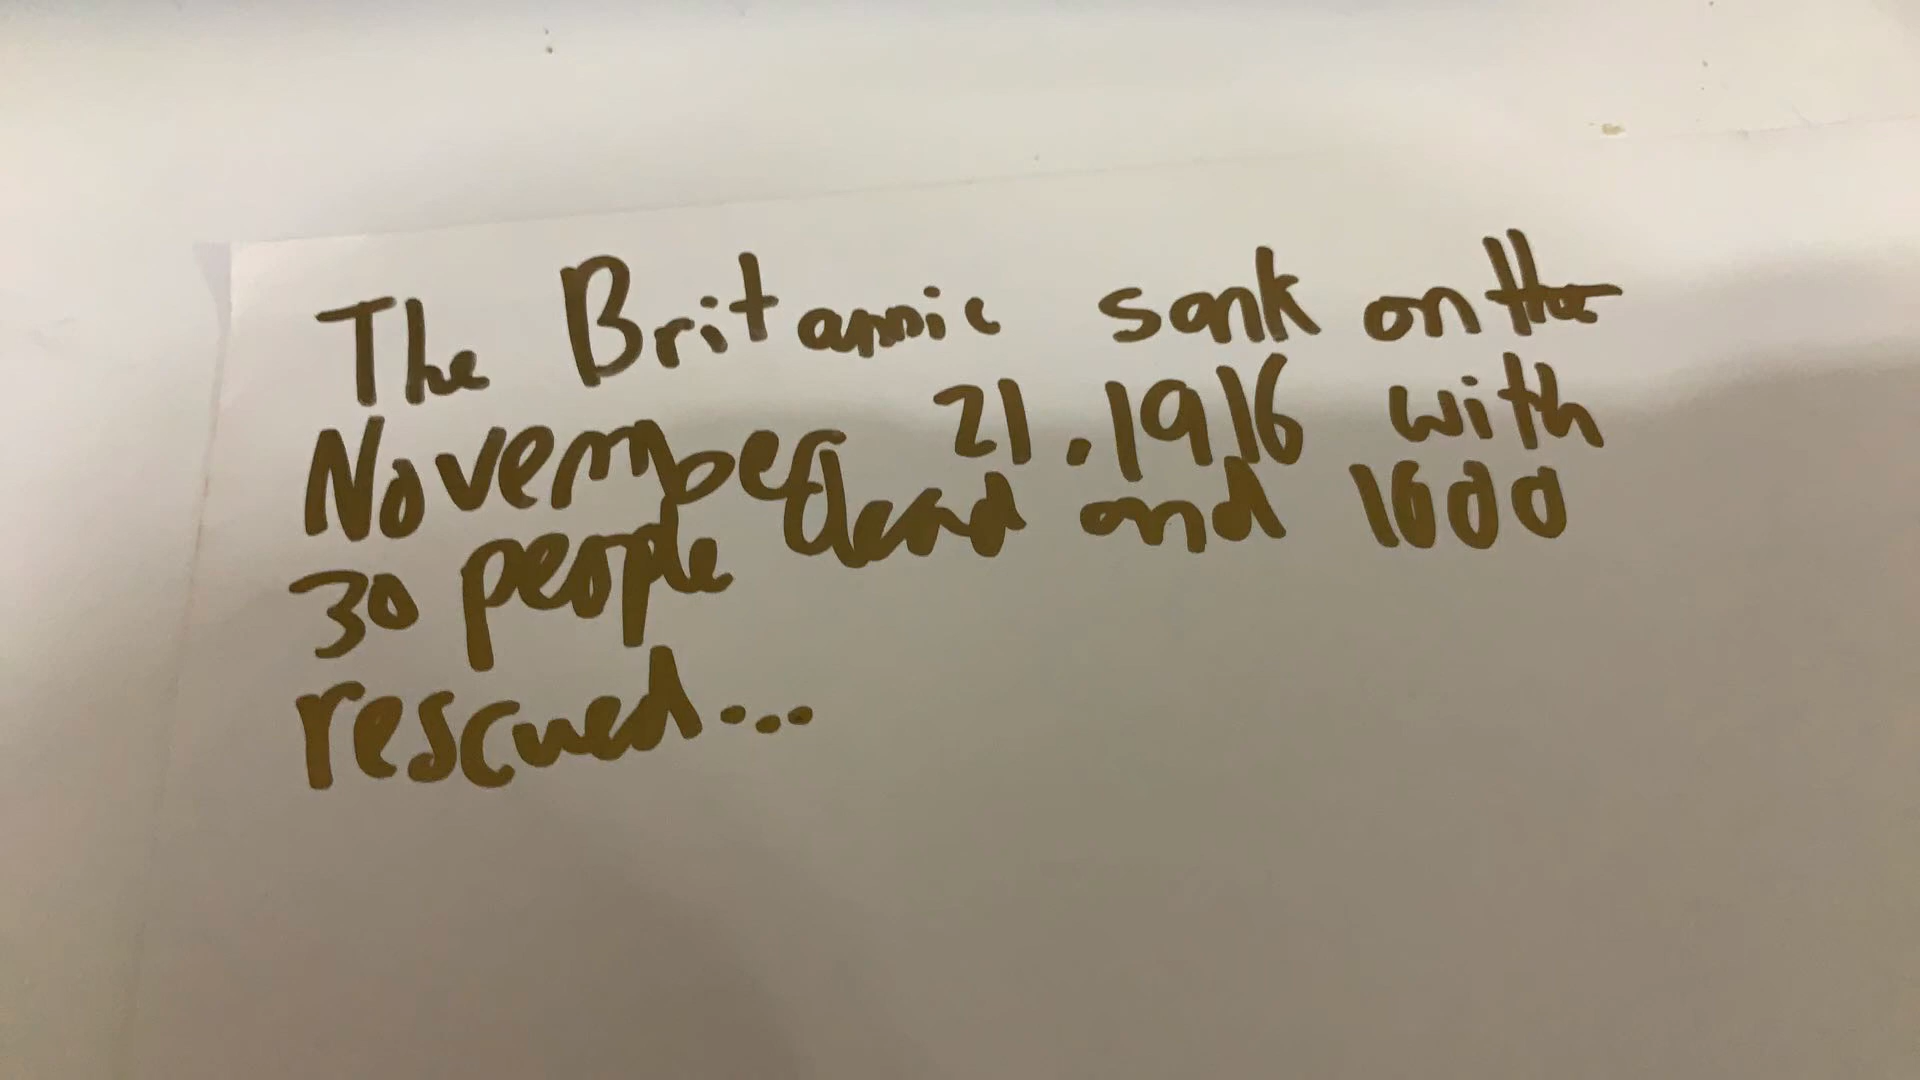 The Britannic sank on the
November 21.1916 with
30 people dead and 1000
rescued...